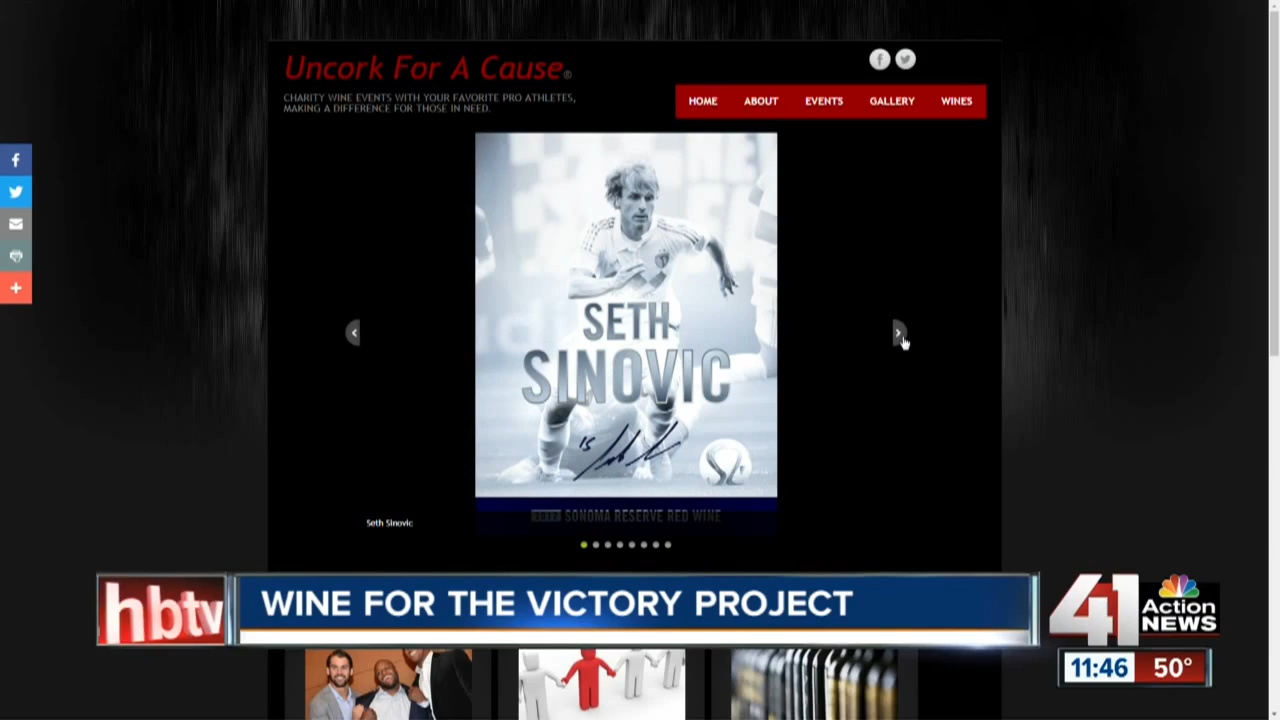 Uncork For A Cause®
CHARITY WINE EVENTS WITH YOUR FAVORITE PRO ATHLETES,
MAKING A DIFFERENCE FOR THOSE IN NEED.
HOME ABOUT EVENTS GALLERY WINES
SETH
SINOVIC
15
SONOMA RESERVE RED WINE
Seth Sinovic
hbtv
WINE FOR THE VICTORY PROJECT
41 Action
NEWS
11:46 50°